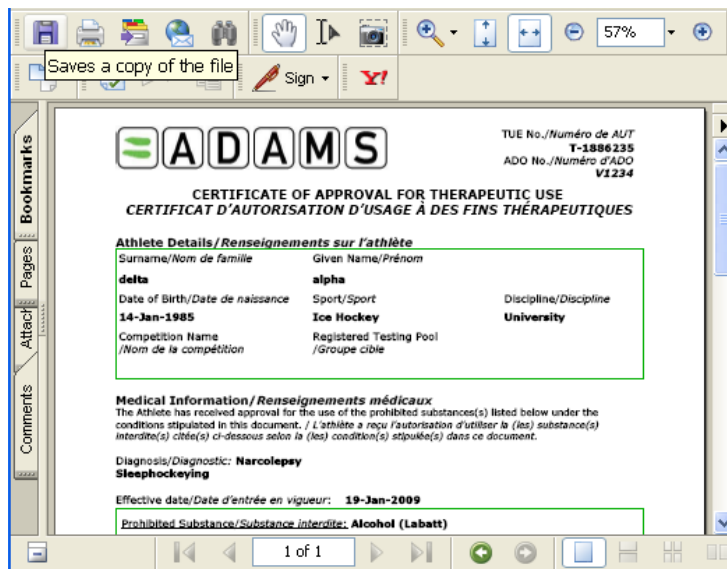 57%
Saves a copy of the file
Sign
Y!
Bookmarks
Pages
Attach
Comments
ADAMS
TUE No./Numéro de AUT
T-1886235
ADO No./Numéro d'ADO
V1234
CERTIFICATE OF APPROVAL FOR THERAPEUTIC USE
CERTIFICAT D'AUTORISATION D'USAGE À DES FINS THÉRAPEUTIQUES
Athlete Details/Renseignements sur l'athlète
Surname/Nom de famille Given Name/Prénom
delta alpha
Date of Birth/Date de naissance Sport/Sport Discipline/Discipline
14-Jan-1985 Ice Hockey University
Competition Name Registered Testing Pool
/Nom de la compétition /Groupe cible
Medical Information/Renseignements médicaux
The Athlete has received approval for the use of the prohibited substances(s) listed below under the
conditions stipulated in this document. / L'athlète a reçu l'autorisation d'utiliser la (les) substance(s)
interdite(s) citée(s) ci-dessous selon la (les) condition(s) stipulée(s) dans ce document.
Diagnosis/Diagnostic: Narcolepsy
Sleephockeying
Effective date/Date d'entrée en vigueur: 19-Jan-2009
Prohibited Substance/Substance interdite: Alcohol (Labatt)
1 of 1